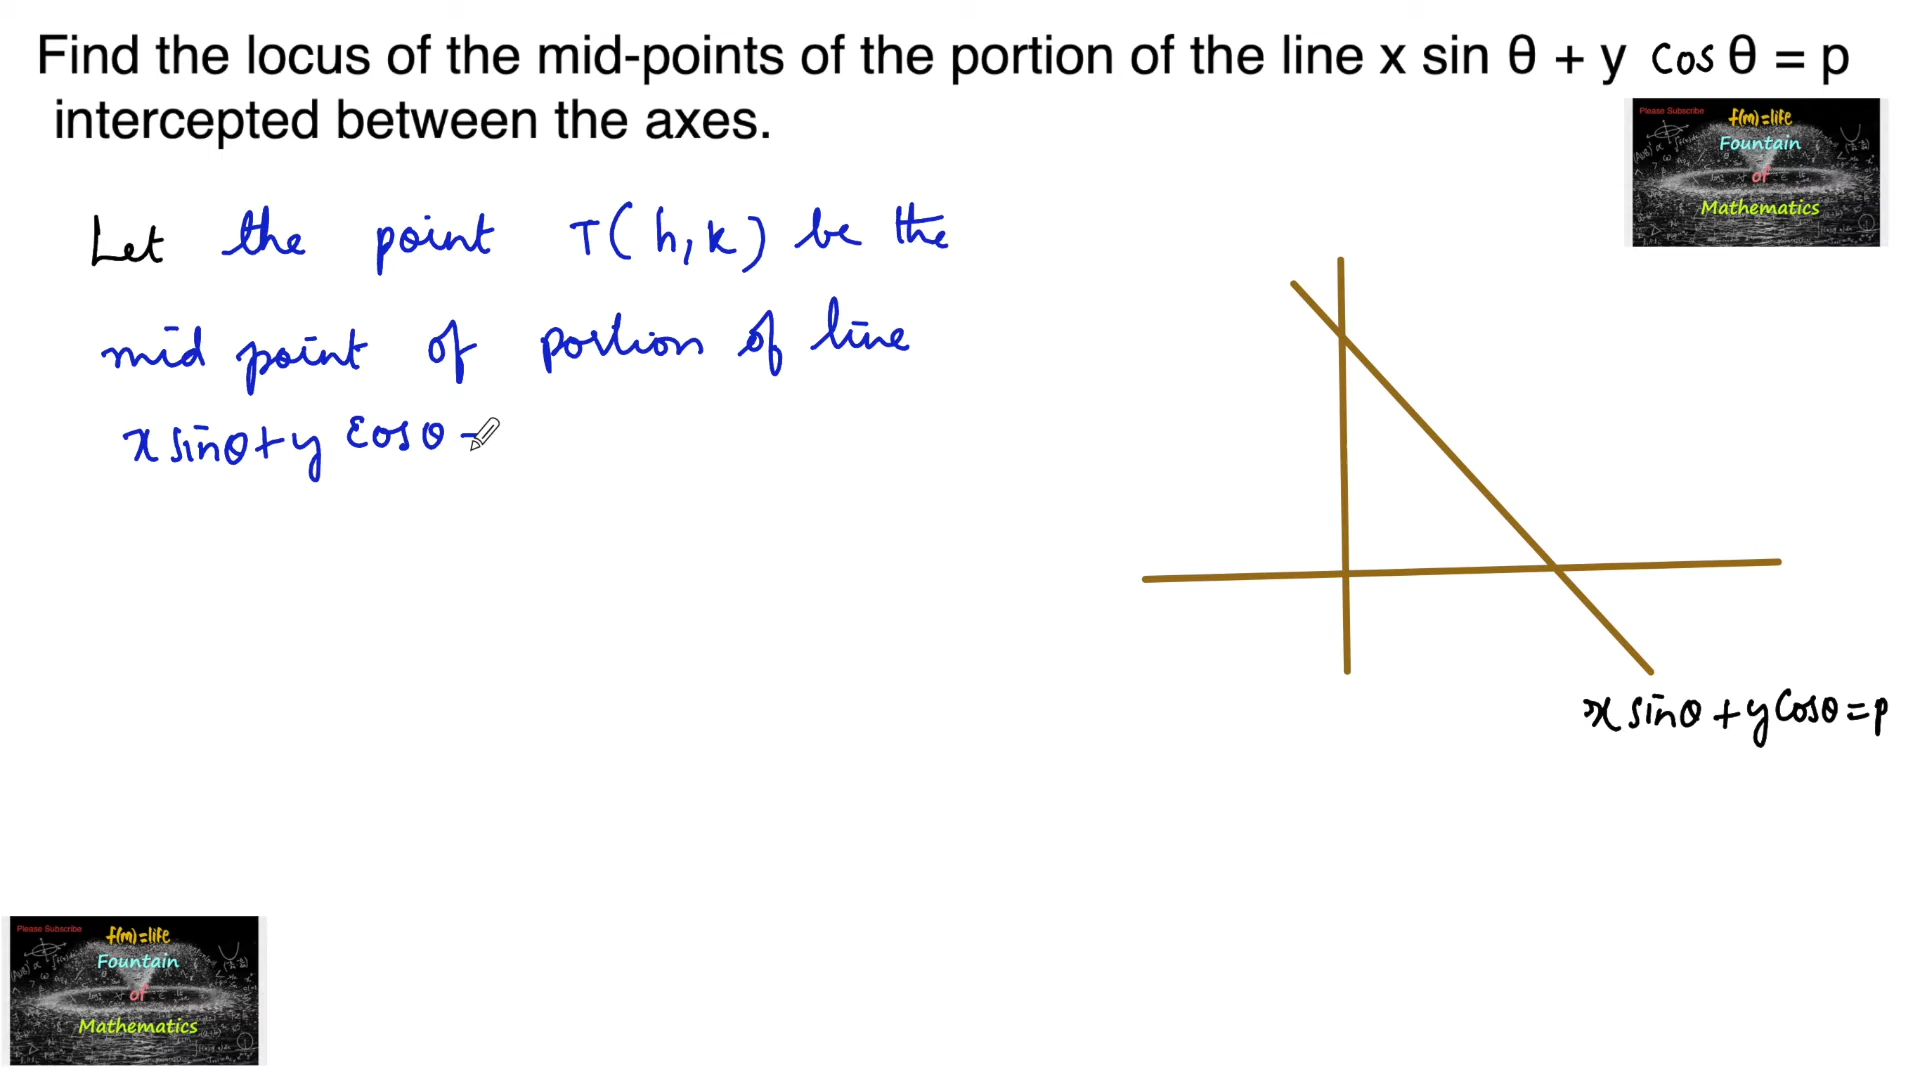 Find the locus of the mid-points of the portion of the line x sin θ + y cos θ = p
intercepted between the axes.
Please Subscribe
f(m)=life
Fountain
of
Mathematics
Let the point T(h,k) be the
mid point of portion of line
x sinθ+y cosθ -
x sinθ+y cosθ=p
Please Subscribe
f(m)=life
Fountain
of
Mathematics